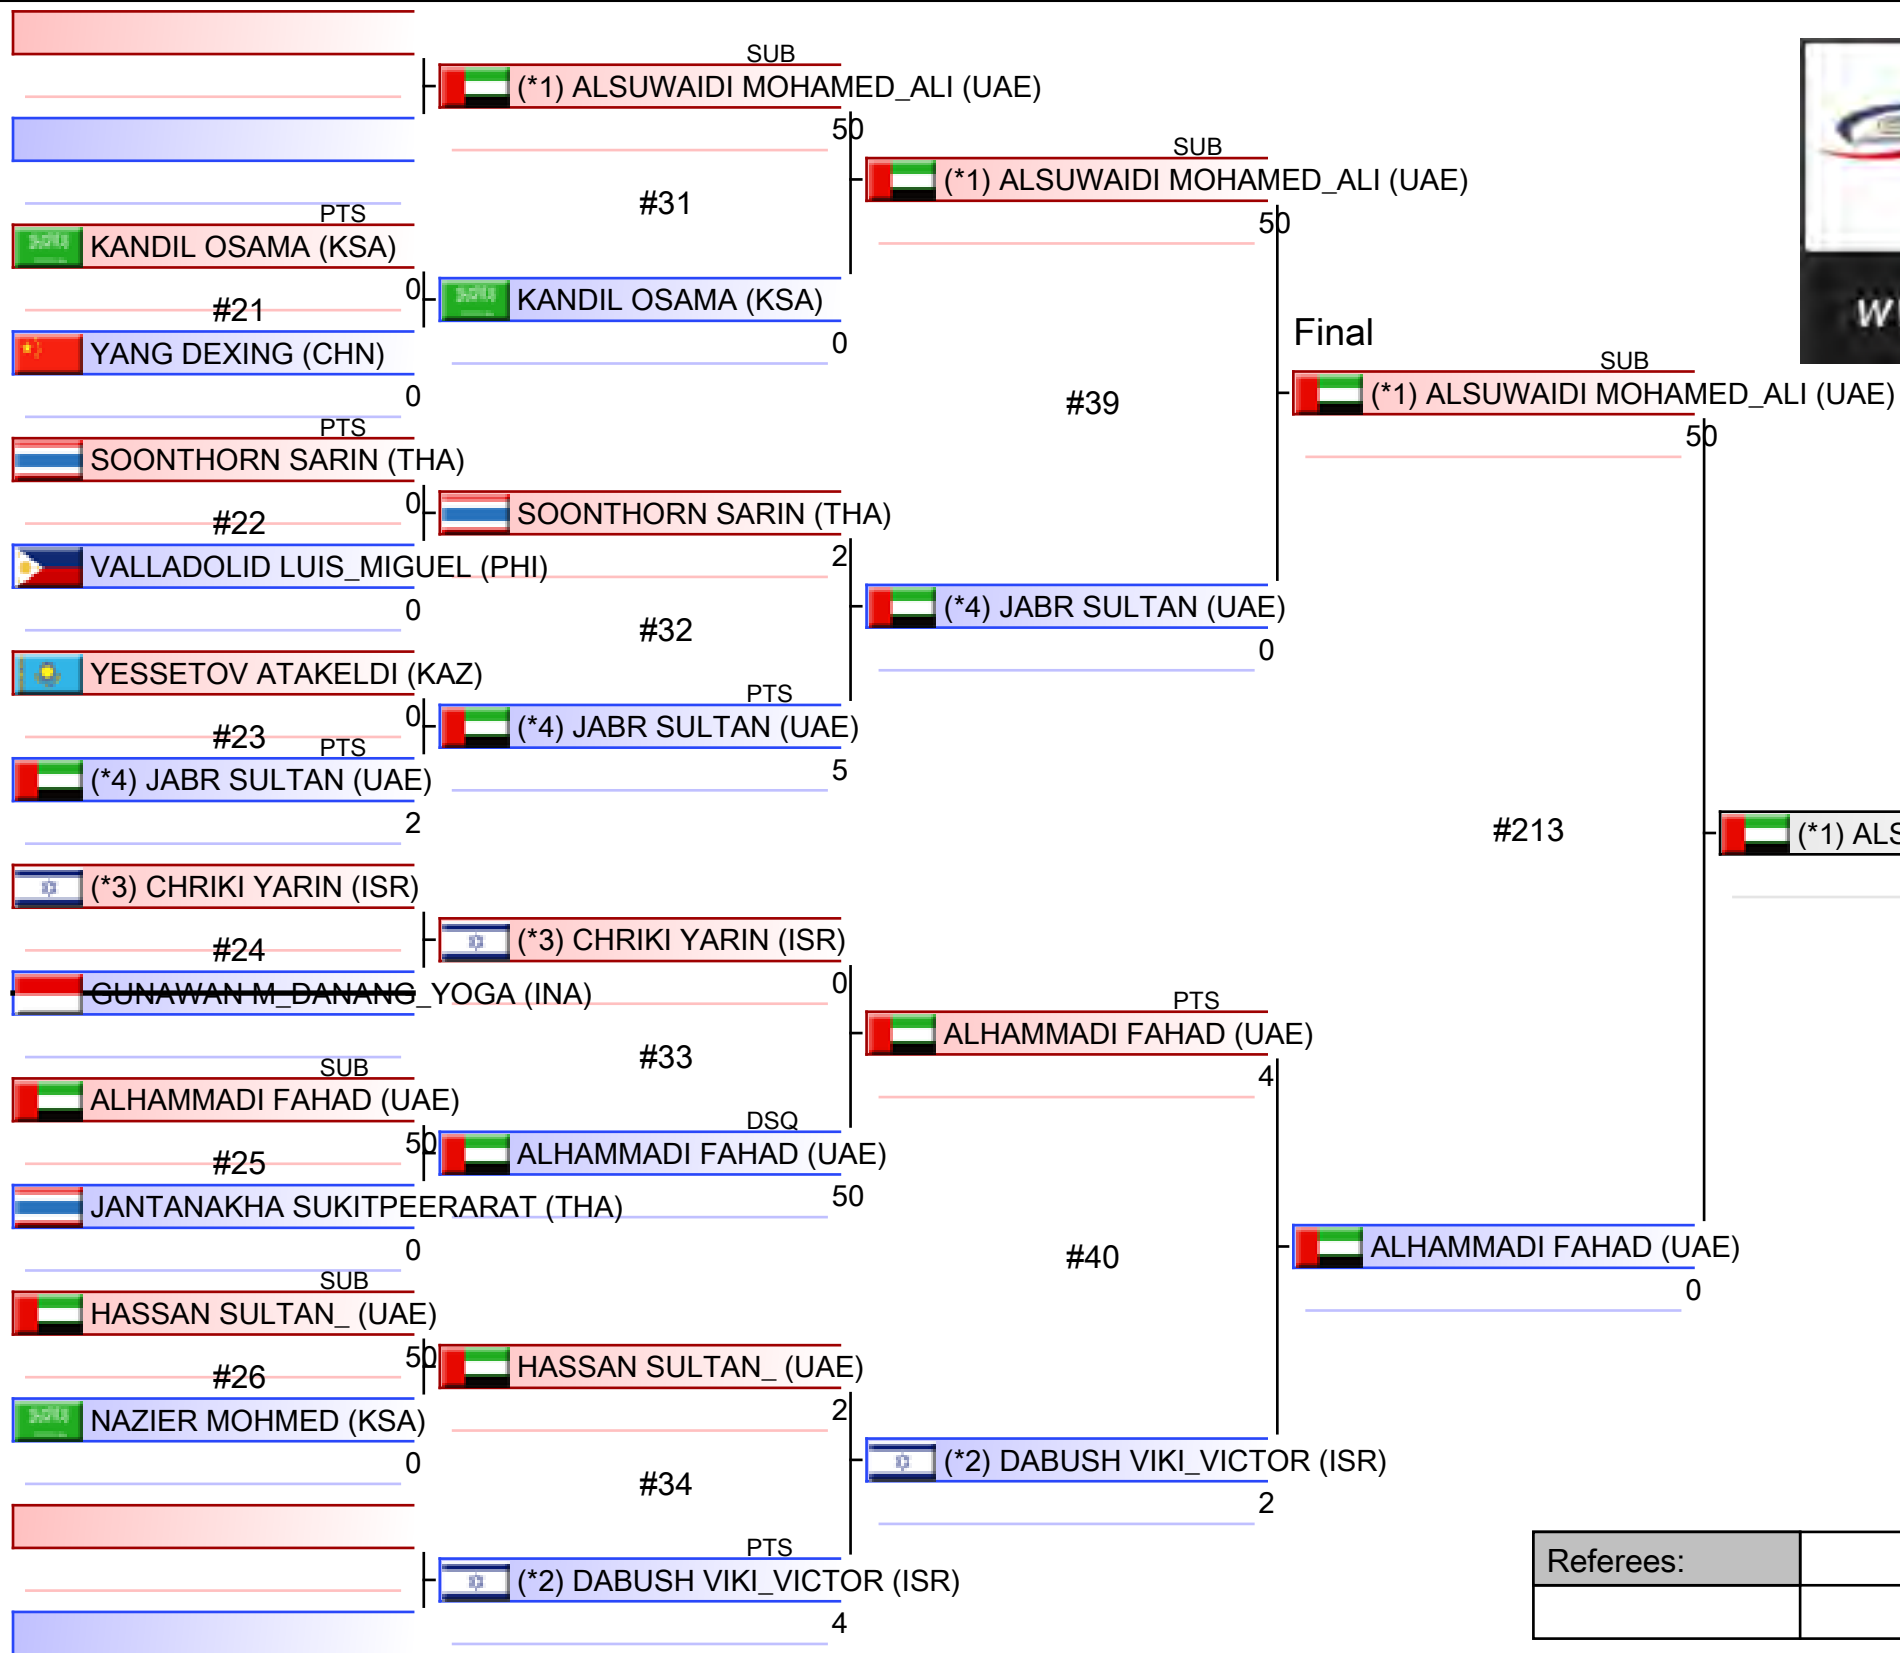 SUB
(*1) ALSUWAIDI MOHAMED_ALI (UAE)
50
#31
PTS
KANDIL OSAMA (KSA)
0
#21
YANG DEXING (CHN)
0
KANDIL OSAMA (KSA)
0
PTS
SOONTHORN SARIN (THA)
0
#22
VALLADOLID LUIS_MIGUEL (PHI)
0
SOONTHORN SARIN (THA)
2
#32
YESSETOV ATAKELDI (KAZ)
0
#23
PTS
(*4) JABR SULTAN (UAE)
2
PTS
(*4) JABR SULTAN (UAE)
5
(*3) CHRIKI YARIN (ISR)
#24
GUNAWAN M_DANANG_YOGA (INA)
(*3) CHRIKI YARIN (ISR)
0
#33
SUB
ALHAMMADI FAHAD (UAE)
50
#25
JANTANAKHA SUKITPEERARAT (THA)
0
DSQ
ALHAMMADI FAHAD (UAE)
50
SUB
HASSAN SULTAN_ (UAE)
50
#26
NAZIER MOHMED (KSA)
0
HASSAN SULTAN_ (UAE)
2
#34
PTS
(*2) DABUSH VIKI_VICTOR (ISR)
4
SUB
(*1) ALSUWAIDI MOHAMED_ALI (UAE)
50
#39
(*4) JABR SULTAN (UAE)
0
PTS
ALHAMMADI FAHAD (UAE)
4
#40
(*2) DABUSH VIKI_VICTOR (ISR)
2
Final
SUB
(*1) ALSUWAIDI MOHAMED_ALI (UAE)
50
#213
ALHAMMADI FAHAD (UAE)
0
(*1) ALS
Referees: